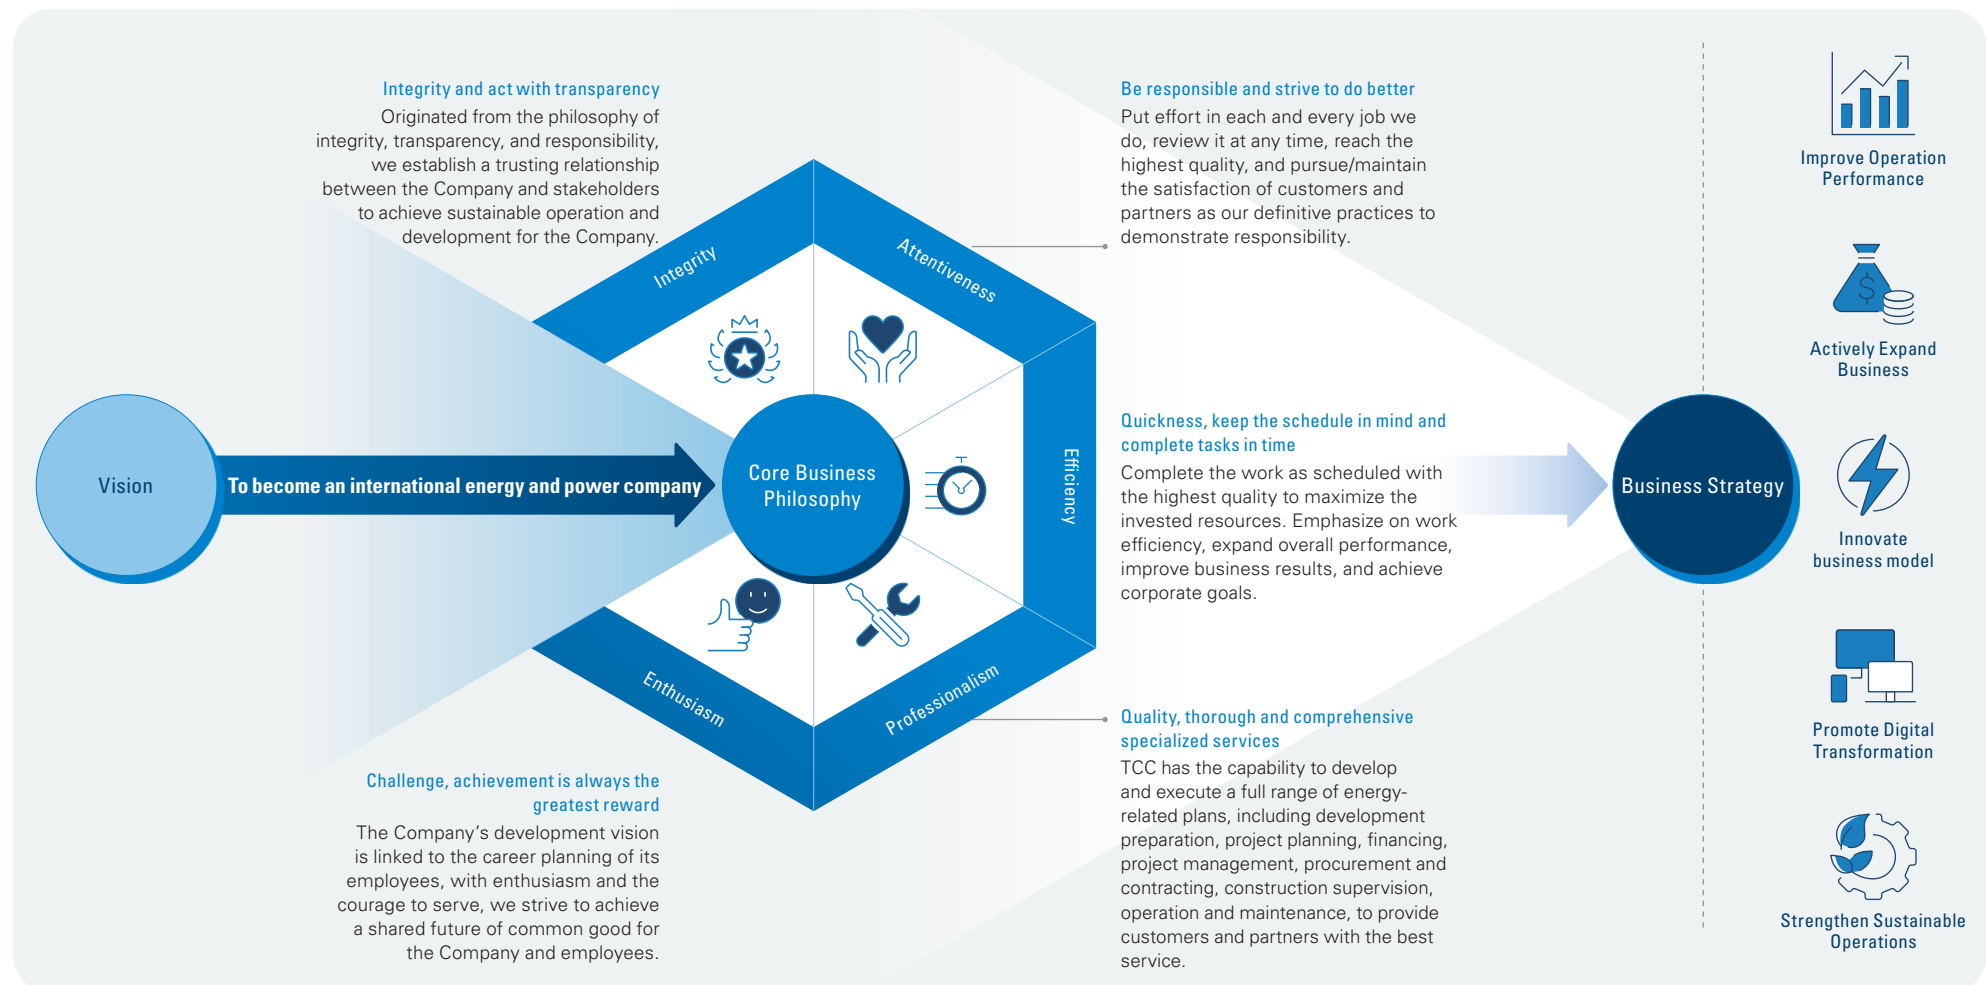 Vision
To become an international energy and power company
Core Business
Philosophy
Integrity
Attentiveness
Efficiency
Professionalism
Enthusiasm
Integrity and act with transparency
Originated from the philosophy of
integrity, transparency, and responsibility,
we establish a trusting relationship
between the Company and stakeholders
to achieve sustainable operation and
development for the Company.
Challenge, achievement is always the
greatest reward
The Company's development vision
is linked to the career planning of its
employees, with enthusiasm and the
courage to serve, we strive to achieve
a shared future of common good for
the Company and employees.
Be responsible and strive to do better
Put effort in each and every job we
do, review it at any time, reach the
highest quality, and pursue/maintain
the satisfaction of customers and
partners as our definitive practices to
demonstrate responsibility.
Quickness, keep the schedule in mind and
complete tasks in time
Complete the work as scheduled with
the highest quality to maximize the
invested resources. Emphasize on work
efficiency, expand overall performance,
improve business results, and achieve
corporate goals.
Quality, thorough and comprehensive
specialized services
TCC has the capability to develop
and execute a full range of energy-
related plans, including development
preparation, project planning, financing,
project management, procurement and
contracting, construction supervision,
operation and maintenance, to provide
customers and partners with the best
service.
Business Strategy
Improve Operation
Performance
$
Actively Expand
Business
Innovate
business model
Promote Digital
Transformation
Strengthen Sustainable
Operations